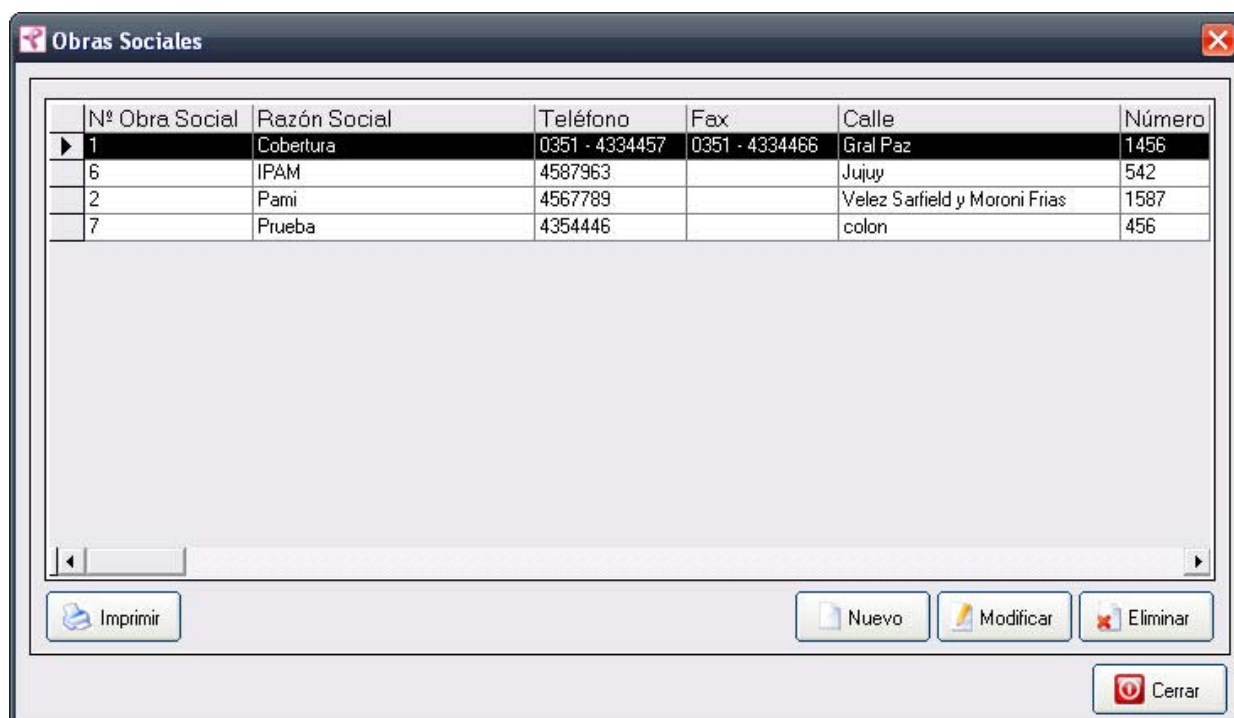 Obras Sociales
Nº Obra Social Razón Social Teléfono Fax Calle Número
1 Cobertura 0351 - 4334457 0351 - 4334466 Gral Paz 1456
6 IPAM 4587963 Jujuy 542
2 Pami 4567789 Velez Sarfield y Moroni Frias 1587
7 Prueba 4354446 colon 456
Imprimir Nuevo Modificar Eliminar
Cerrar